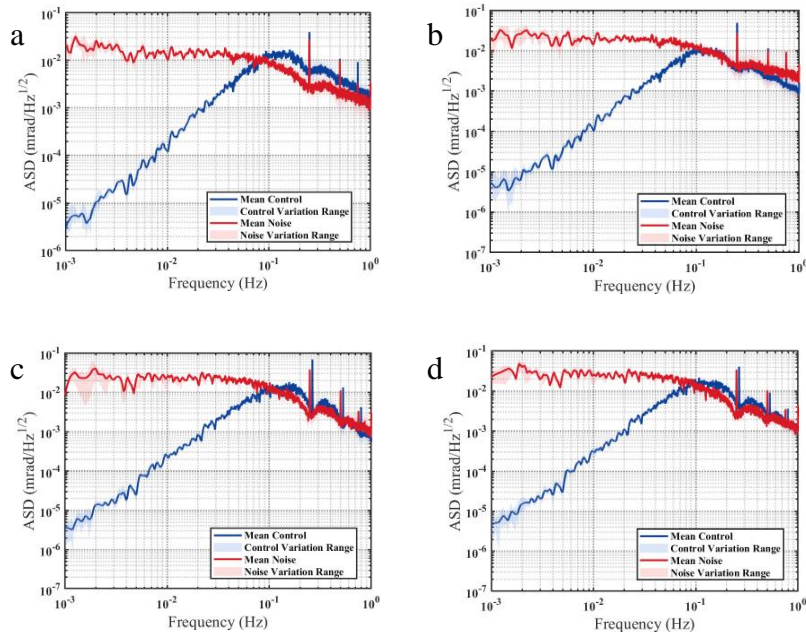 a
10^-1
10^-2
10^-3
10^-4
10^-5
10^-6
ASD (mrad/Hz^1/2)
Mean Control
Control Variation Range
Mean Noise
Noise Variation Range
10^-3
10^-2
10^-1
10^0
Frequency (Hz)
b
10^-1
10^-2
10^-3
10^-4
10^-5
10^-6
10^-7
ASD (mrad/Hz^1/2)
Mean Control
Control Variation Range
Mean Noise
Noise Variation Range
10^-3
10^-2
10^-1
10^0
Frequency (Hz)
c
10^-1
10^-2
10^-3
10^-4
10^-5
10^-6
10^-7
ASD (mrad/Hz^1/2)
Mean Control
Control Variation Range
Mean Noise
Noise Variation Range
10^-3
10^-2
10^-1
10^0
Frequency (Hz)
d
10^-1
10^-2
10^-3
10^-4
10^-5
10^-6
10^-7
ASD (mrad/Hz^1/2)
Mean Control
Control Variation Range
Mean Noise
Noise Variation Range
10^-3
10^-2
10^-1
10^0
Frequency (Hz)